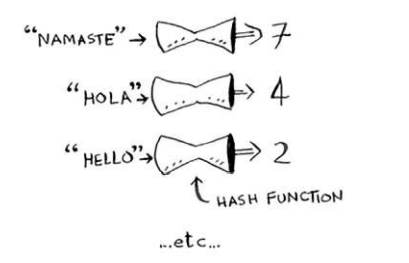 “NAMASTE” → ⇒ 7
“HOLA” → ⇒ 4
“HELLO” → ⇒ 2
HASH FUNCTION
...etc...